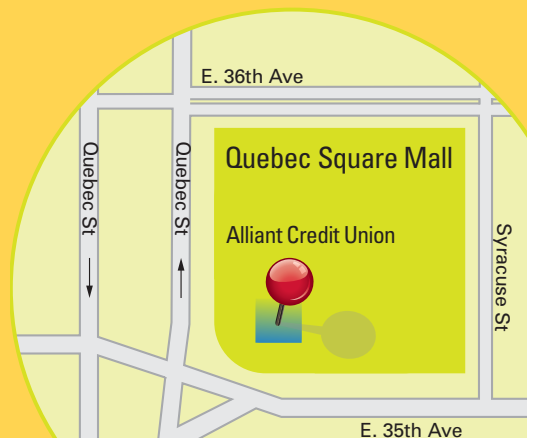 E. 36th Ave
Quebec St
Quebec St
Quebec Square Mall
Alliant Credit Union
Syracuse St
E. 35th Ave